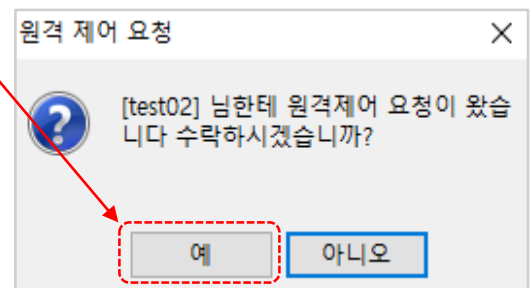 원격 제어 요청
[test02] 님한테 원격제어 요청이 왔습
니다 수락하시겠습니까?
예
아니오